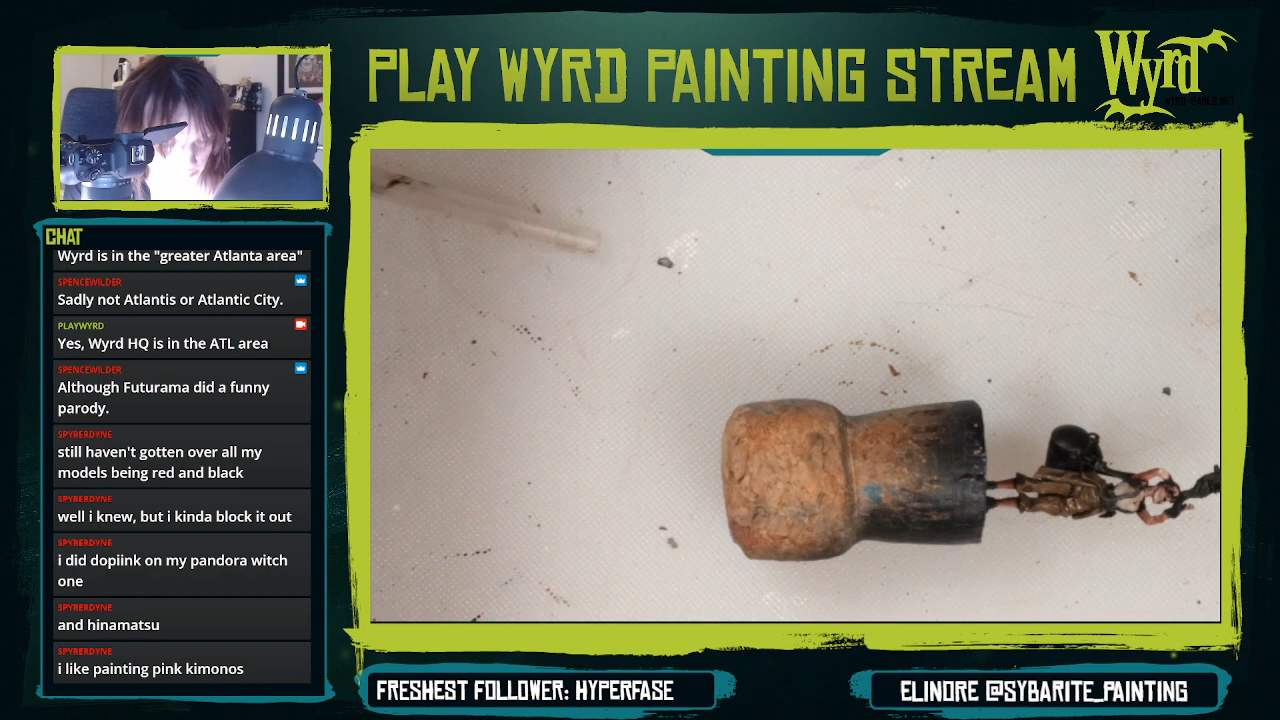 PLAY WYRD PAINTING STREAM
Wyrd
WYRD-GAMES.NET
CHAT
Wyrd is in the "greater Atlanta area"
SPENCEWILDER
Sadly not Atlantis or Atlantic City.
PLAYWYRD
Yes, Wyrd HQ is in the ATL area
SPENCEWILDER
Although Futurama did a funny
parody.
SPYRERDYNE
still haven't gotten over all my
models being red and black
SPYRERDYNE
well i knew, but i kinda block it out
SPYRERDYNE
i did dopiink on my pandora witch
one
SPYRERDYNE
and hinamatsu
SPYRERDYNE
i like painting pink kimonos
FRESHEST FOLLOWER: HYPERFASE
ELINORE @SYBARITE_PAINTING